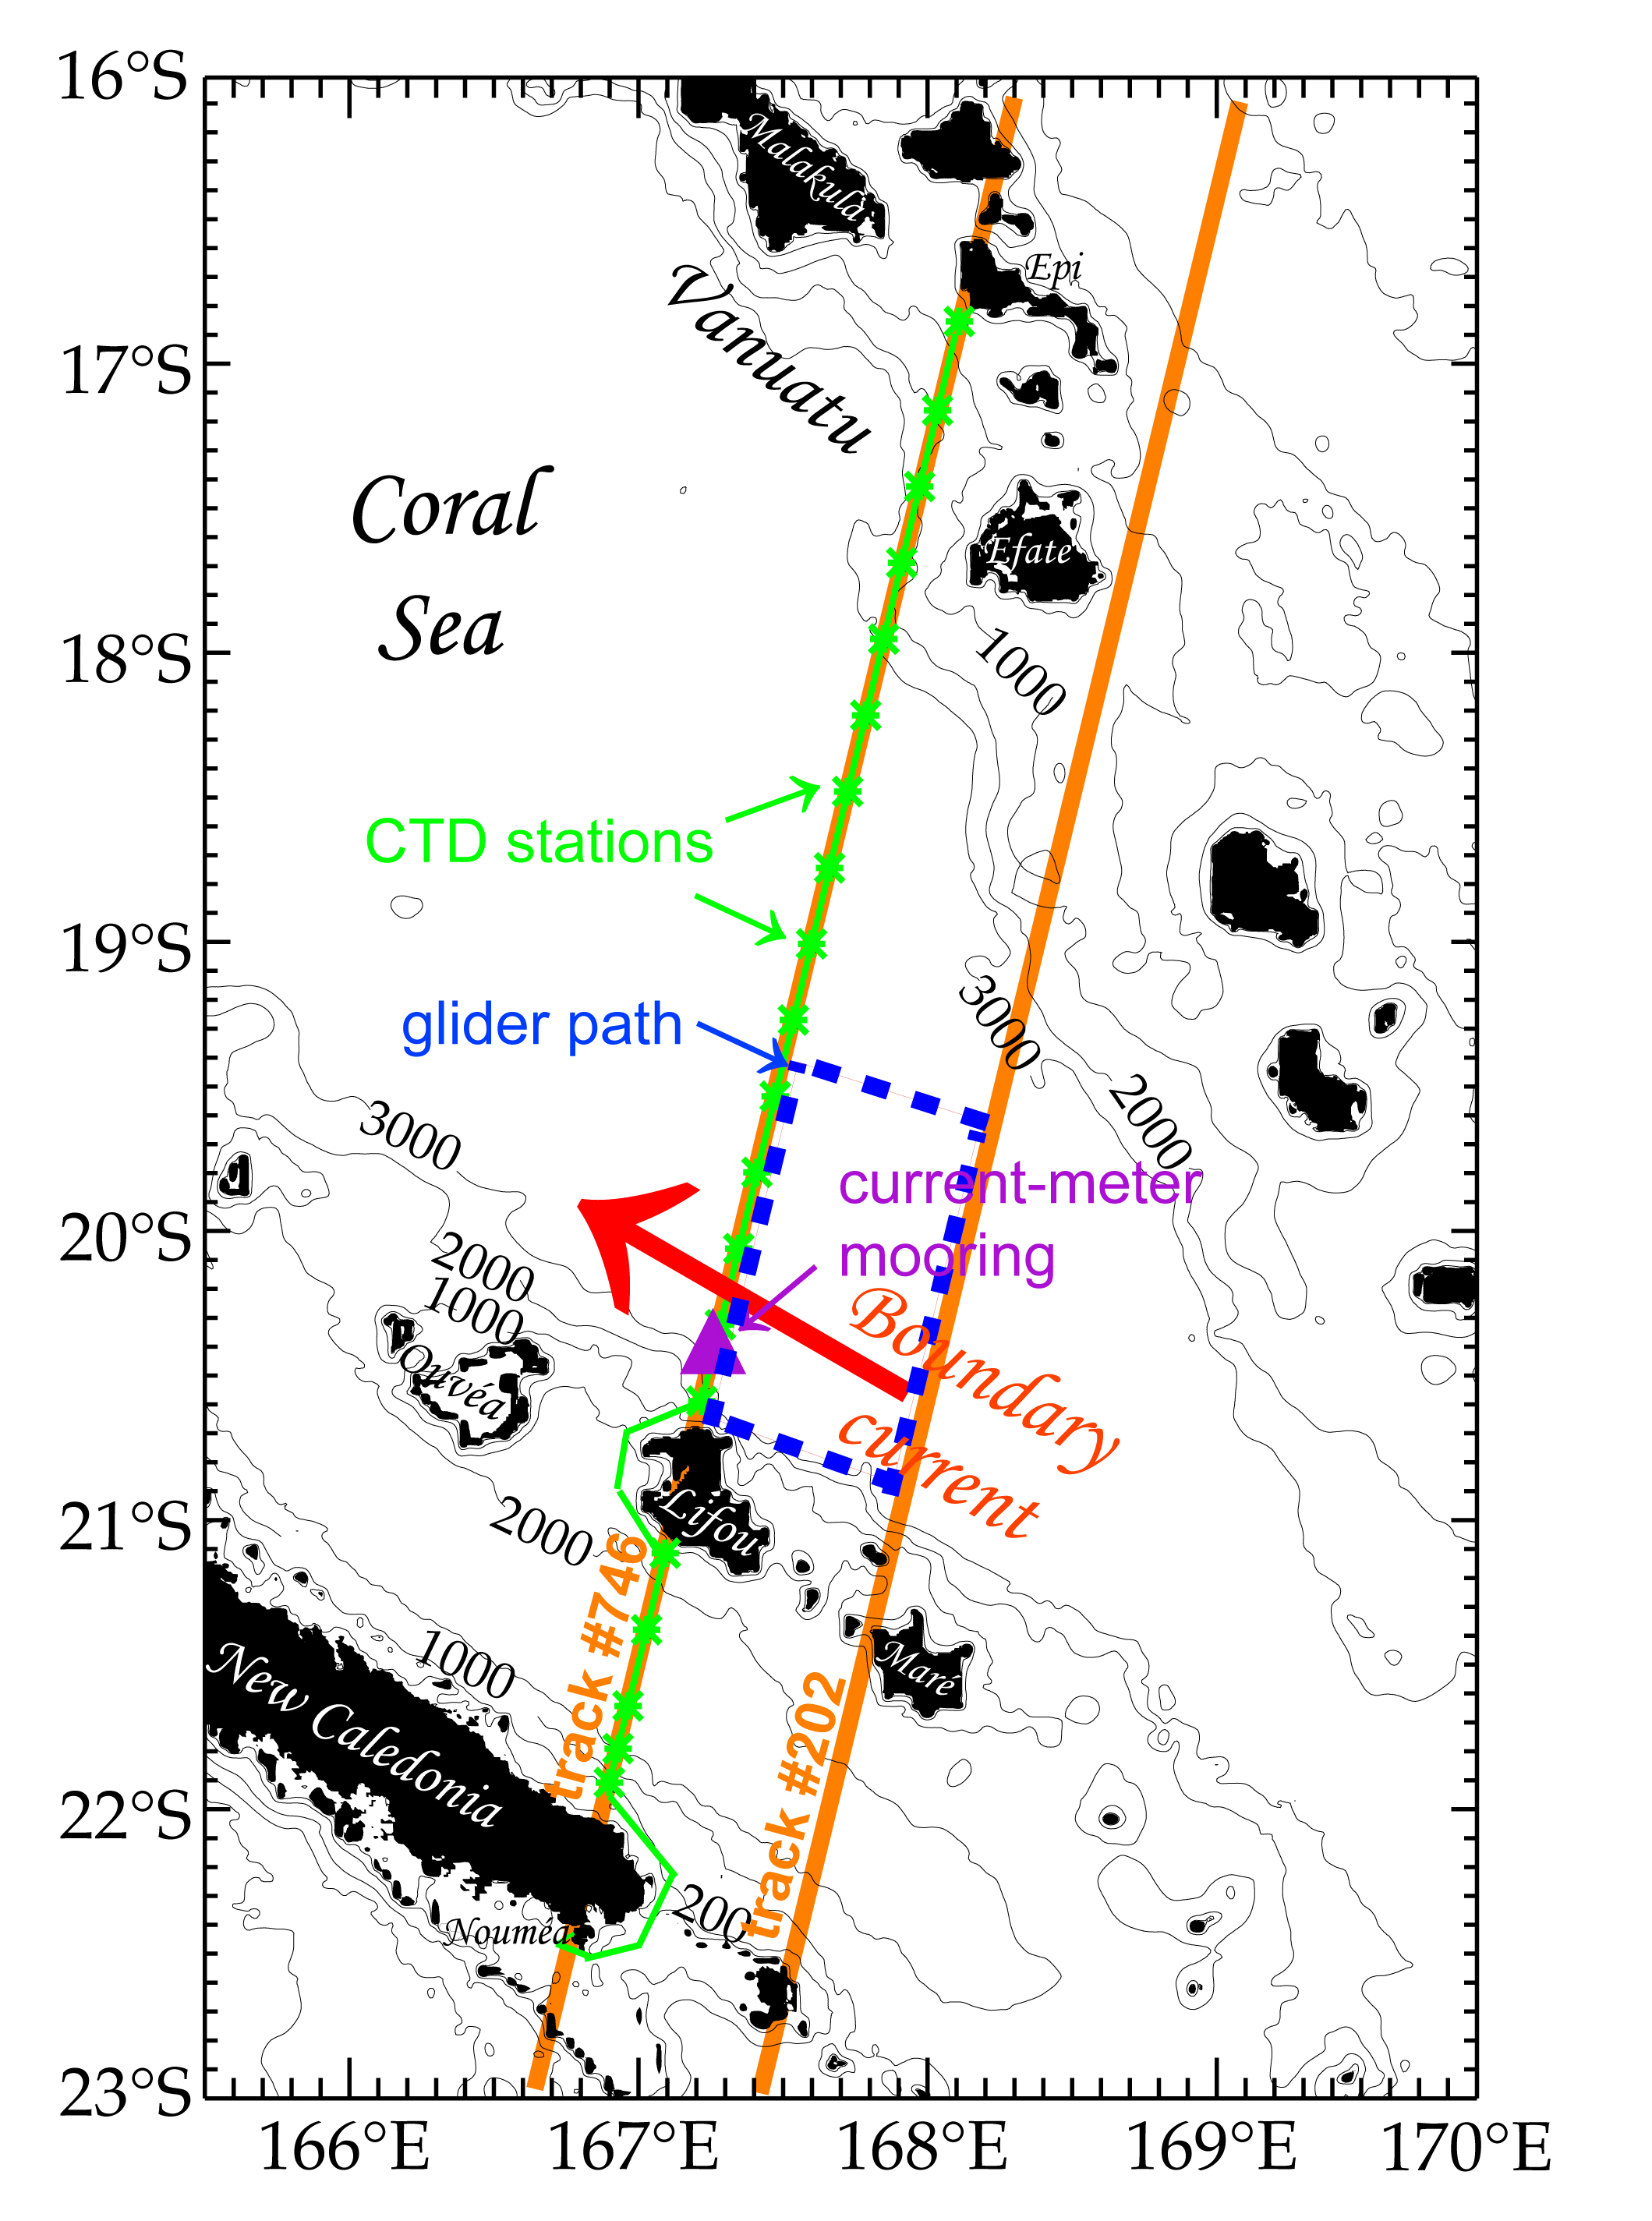 16°S
Malakula
Epi
Vanuatu
17°S
Coral
Sea
Efate
18°S
1000
CTD stations
19°S
3000
glider path
2000
3000
current-meter
20°S
mooring
2000
1000
Boundary
Ouvéa
current
21°S
2000
Lifou
track #746
1000
New Caledonia
Maré
track #202
22°S
200
Nouméa
23°S
166°E 167°E 168°E 169°E 170°E